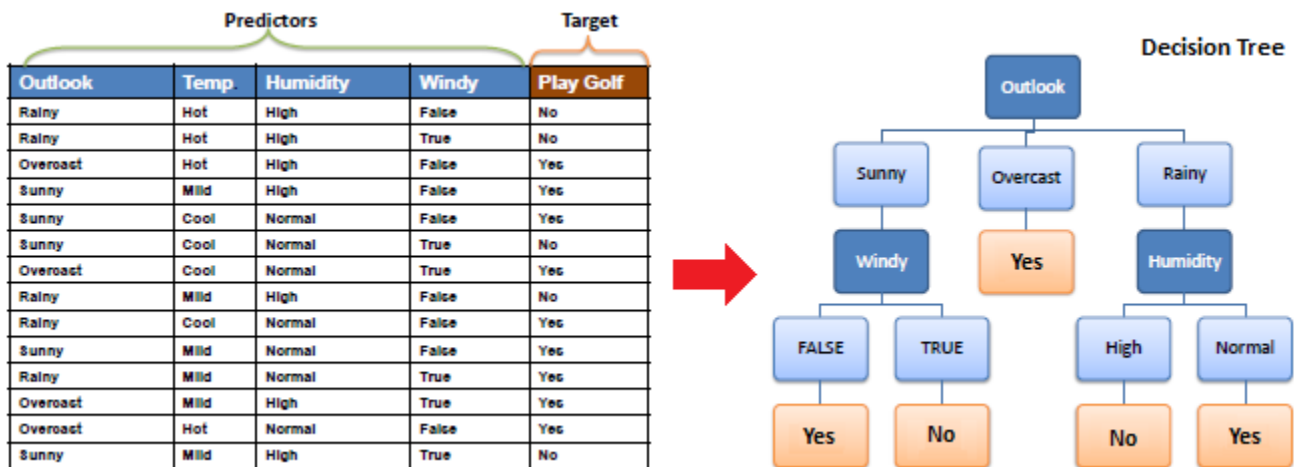 Predictors Target
Outlook Temp. Humidity Windy Play Golf
Rainy Hot High False No
Rainy Hot High True No
Overcast Hot High False Yes
Sunny Mild High False Yes
Sunny Cool Normal False Yes
Sunny Cool Normal True No
Overcast Cool Normal True Yes
Rainy Mild High False No
Rainy Cool Normal False Yes
Sunny Mild Normal False Yes
Rainy Mild Normal True Yes
Overcast Mild High True Yes
Overcast Hot Normal False Yes
Sunny Mild High True No
Decision Tree
Outlook
Sunny Overcast Rainy
Windy Yes Humidity
FALSE TRUE High Normal
Yes No No Yes